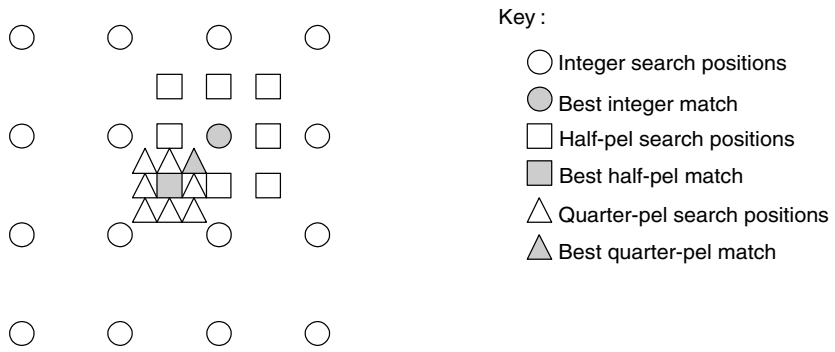 Key :
Integer search positions
Best integer match
Half-pel search positions
Best half-pel match
Quarter-pel search positions
Best quarter-pel match